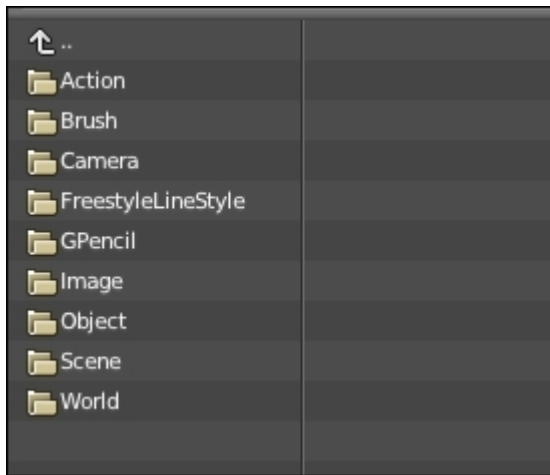 ..
Action
Brush
Camera
FreestyleLineStyle
GPencil
Image
Object
Scene
World